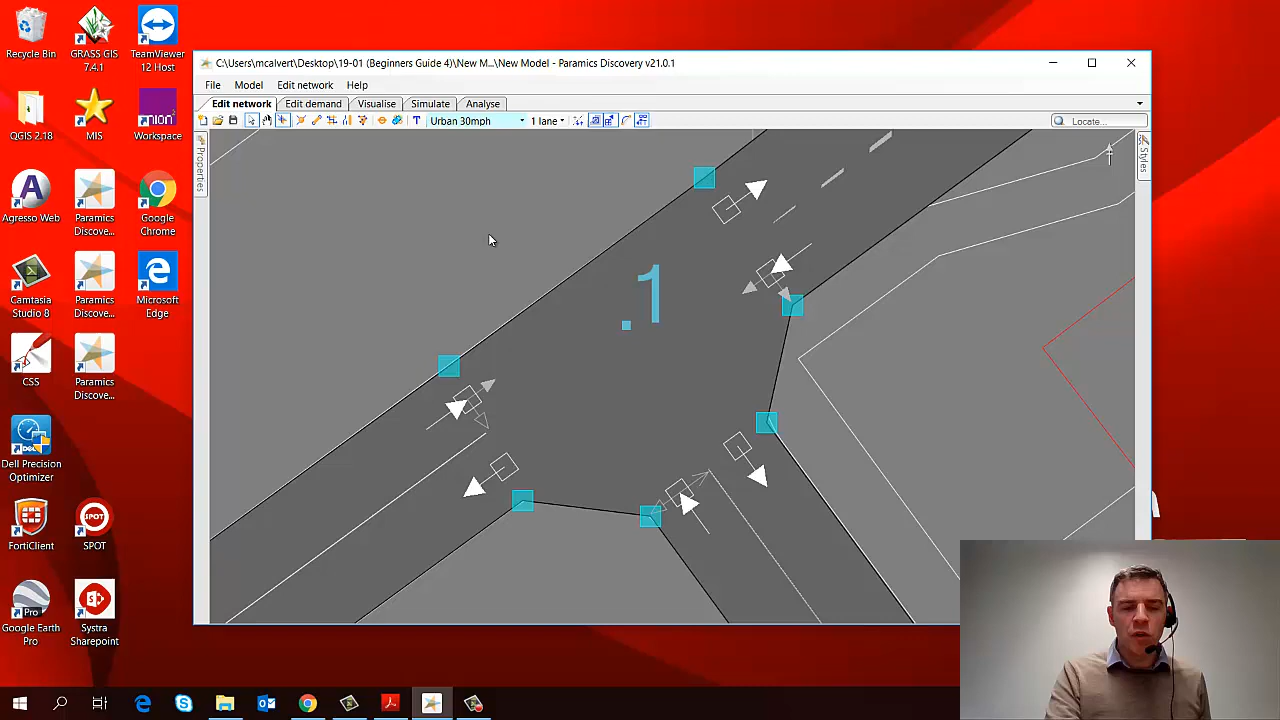 Recycle Bin
GRASS GIS
7.4.1
TeamViewer
12 Host
QGIS 2.18
MIS
Workspace
Agresso Web
Paramics
Discove...
Google
Chrome
Camtasia
Studio 8
Paramics
Discove...
Microsoft
Edge
CSS
Paramics
Discove...
Dell Precision
Optimizer
FortiClient
SPOT
SPOT
Google Earth
Pro
Systra
Sharepoint
C:\Users\mcalvert\Desktop\19-01 (Beginners Guide 4)\New M...\New Model - Paramics Discovery v21.0.1
File Model Edit network Help
Edit network Edit demand Visualise Simulate Analyse
Urban 30mph 1 lane Locate...
Properties
Styles
.1